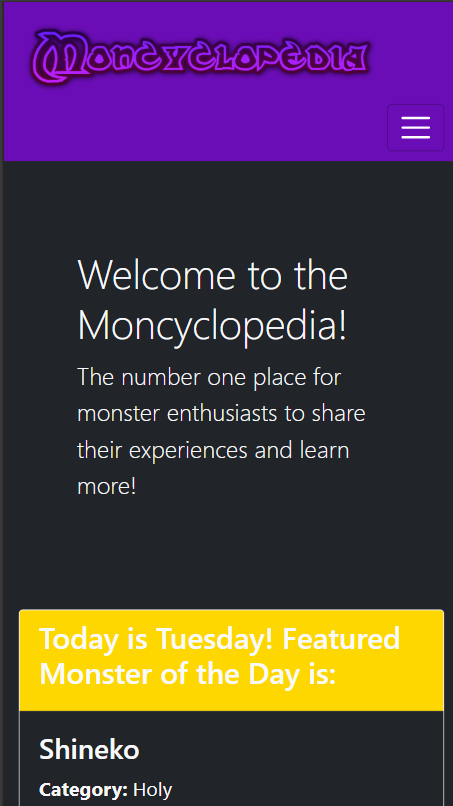 Moncyclopedia
Welcome to the
Moncyclopedia!
The number one place for
monster enthusiasts to share
their experiences and learn
more!
Today is Tuesday! Featured
Monster of the Day is:
Shineko
Category: Holy